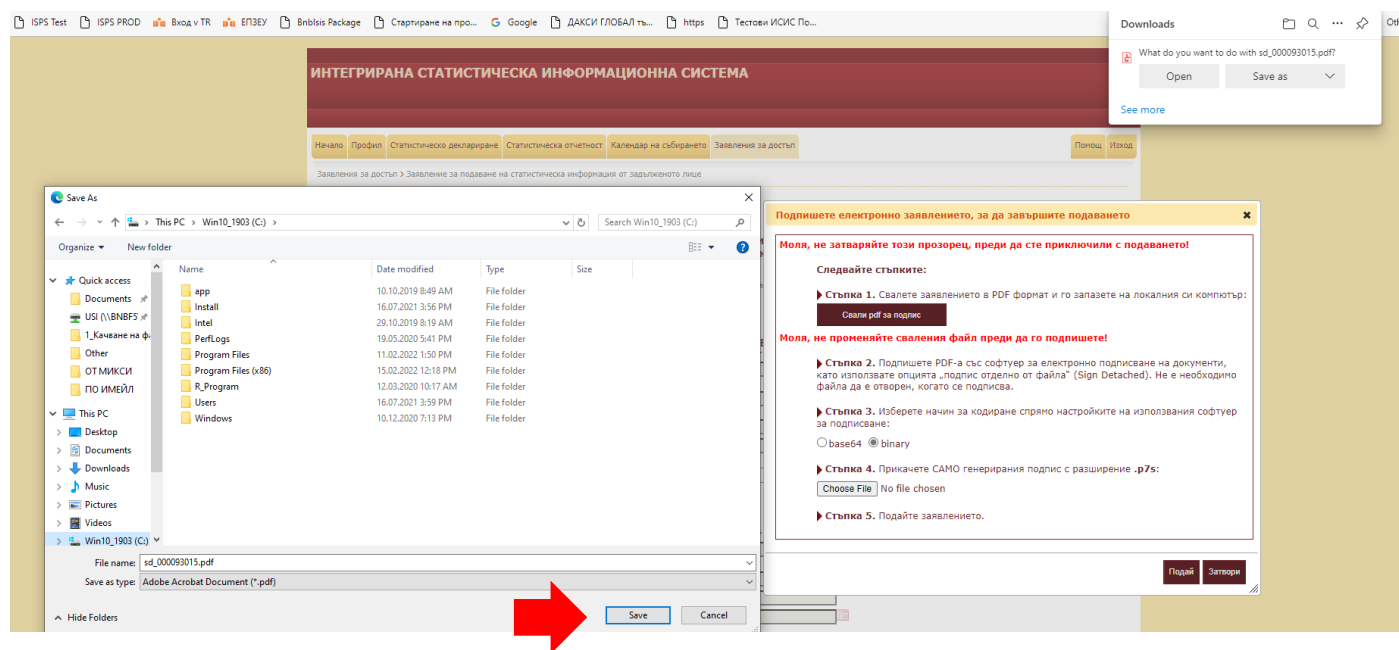 ISPS Test ISPS PROD Вход v TR ЕПЗЕУ Bnblsis Package Стартиране на про... Google ДАКСИ ГЛОБАЛ тъ... https Тестови ИСИС По...
Downloads
What do you want to do with sd_000093015.pdf?
Open Save as
See more
ИНТЕГРИРАНА СТАТИСТИЧЕСКА ИНФОРМАЦИОННА СИСТЕМА
Начало Профил Статистическо деклариране Статистическа отчетност Календар на събирането Заявления за достъп Помощ Изход
Заявления за достъп > Заявление за подаване на статистическа информация от задълженото лице
Save As
This PC > Win10_1903 (C:) >
Search Win10_1903 (C:)
Organize New folder
Name Date modified Type Size
Quick access
Documents
USI (\\BNBF5
1_Качване на ф
Other
ОТ МИКСИ
ПО ИМЕЙЛ
This PC
Desktop
Documents
Downloads
Music
Pictures
Videos
Win10_1903 (C:)
app 10.10.2019 8:49 AM File folder
Install 16.07.2021 3:56 PM File folder
Intel 29.10.2019 8:19 AM File folder
PerfLogs 19.05.2020 5:41 PM File folder
Program Files 11.02.2022 1:50 PM File folder
Program Files (x86) 15.02.2022 12:18 PM File folder
R_Program 12.03.2020 10:17 AM File folder
Users 16.07.2021 3:59 PM File folder
Windows 10.12.2020 7:13 PM File folder
File name: sd_000093015.pdf
Save as type: Adobe Acrobat Document (*.pdf)
Hide Folders
Save Cancel
Подпишете електронно заявлението, за да завършите подаването
Моля, не затваряйте този прозорец, преди да сте приключили с подаването!
Следвайте стъпките:
Стъпка 1. Свалете заявлението в PDF формат и го запазете на локалния си компютър:
Свали pdf за подпис
Моля, не променяйте сваления файл преди да го подпишете!
Стъпка 2. Подпишете PDF-а със софтуер за електронно подписване на документи,
като използвате опцията „подпис отделно от файла" (Sign Detached). Не е необходимо
файла да е отворен, когато се подписва.
Стъпка 3. Изберете начин за кодиране спрямо настройките на използвания софтуер
за подписване:
base64 binary
Стъпка 4. Прикачете САМО генерирания подпис с разширение .p7s:
Choose File No file chosen
Стъпка 5. Подайте заявлението.
Подай Затвори